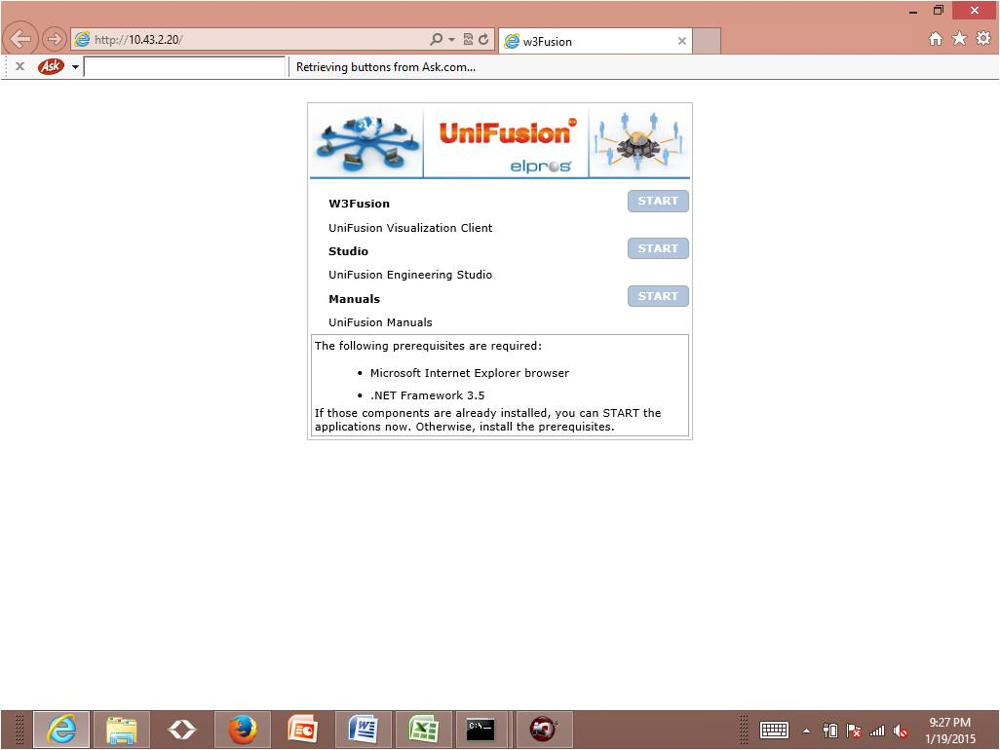 http://10.43.2.20/
w3Fusion
Ask
Retrieving buttons from Ask.com...
UniFusion
elpros
W3Fusion
START
UniFusion Visualization Client
Studio
START
UniFusion Engineering Studio
Manuals
START
UniFusion Manuals
The following prerequisites are required:
• Microsoft Internet Explorer browser
• .NET Framework 3.5
If those components are already installed, you can START the
applications now. Otherwise, install the prerequisites.
9:27 PM
1/19/2015